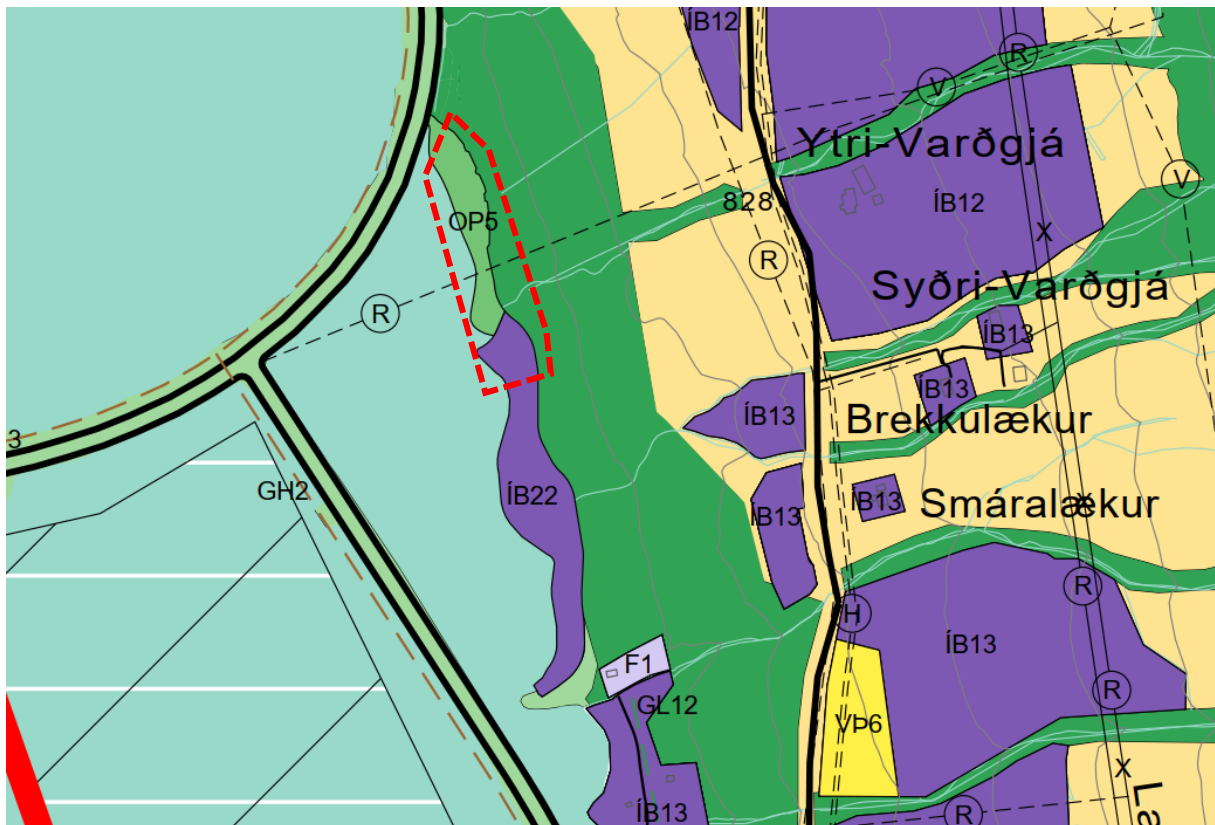 ÍB12
R
V
Ytri-Varðgjá
V
828
ÍB12
OP5
X
R
Syðri-Varðgjá
R
ÍB13
ÍB13
ÍB13
Brekkulækur
3
GH2
ÍB22
ÍB13
ÍB13
Smáralækur
R
H
ÍB13
F1
R
GL12
VÞ6
X
ÍB13
R
La